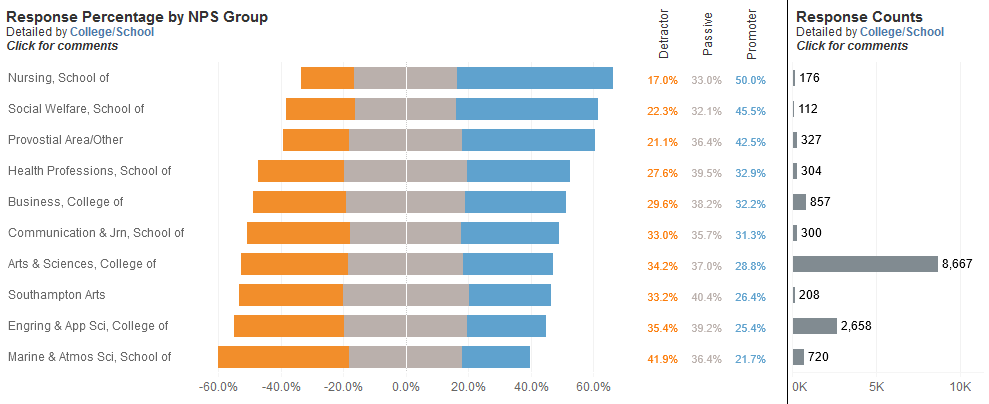 Response Percentage by NPS Group
Detailed by College/School
Click for comments
Detractor
Passive
Promoter
Nursing, School of 17.0% 33.0% 50.0%
Social Welfare, School of 22.3% 32.1% 45.5%
Provostial Area/Other 21.1% 36.4% 42.5%
Health Professions, School of 27.6% 39.5% 32.9%
Business, College of 29.6% 38.2% 32.2%
Communication & Jrn, School of 33.0% 35.7% 31.3%
Arts & Sciences, College of 34.2% 37.0% 28.8%
Southampton Arts 33.2% 40.4% 26.4%
Engring & App Sci, College of 35.4% 39.2% 25.4%
Marine & Atmos Sci, School of 41.9% 36.4% 21.7%
-60.0% -40.0% -20.0% 0.0% 20.0% 40.0% 60.0%
Response Counts
Detailed by College/School
Click for comments
176
112
327
304
857
300
8,667
208
2,658
720
0K 5K 10K